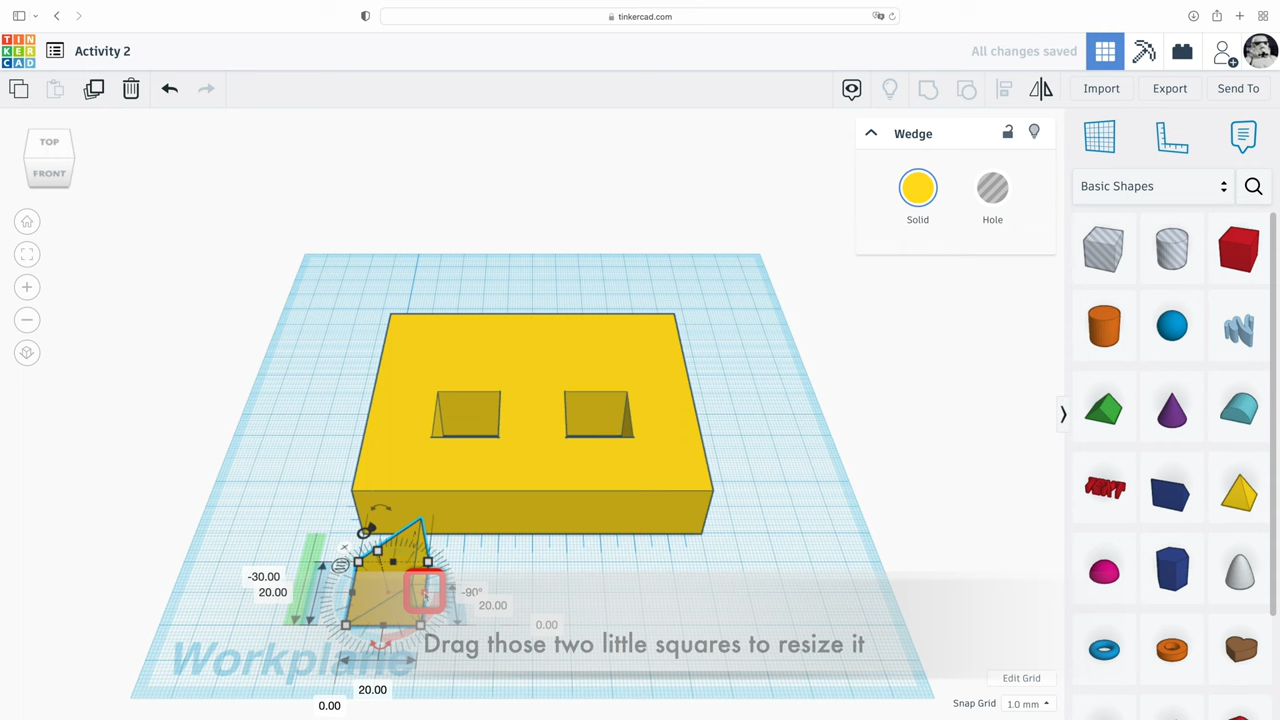 tinkercad.com
TIN
KER
CAD
Activity 2
All changes saved
Import
Export
Send To
TOP
FRONT
Wedge
Solid
Hole
Basic Shapes
TEXT
-30.00
20.00
-90°
20.00
0.00
Workplane
Drag those two little squares to resize it
20.00
0.00
Edit Grid
Snap Grid
1.0 mm